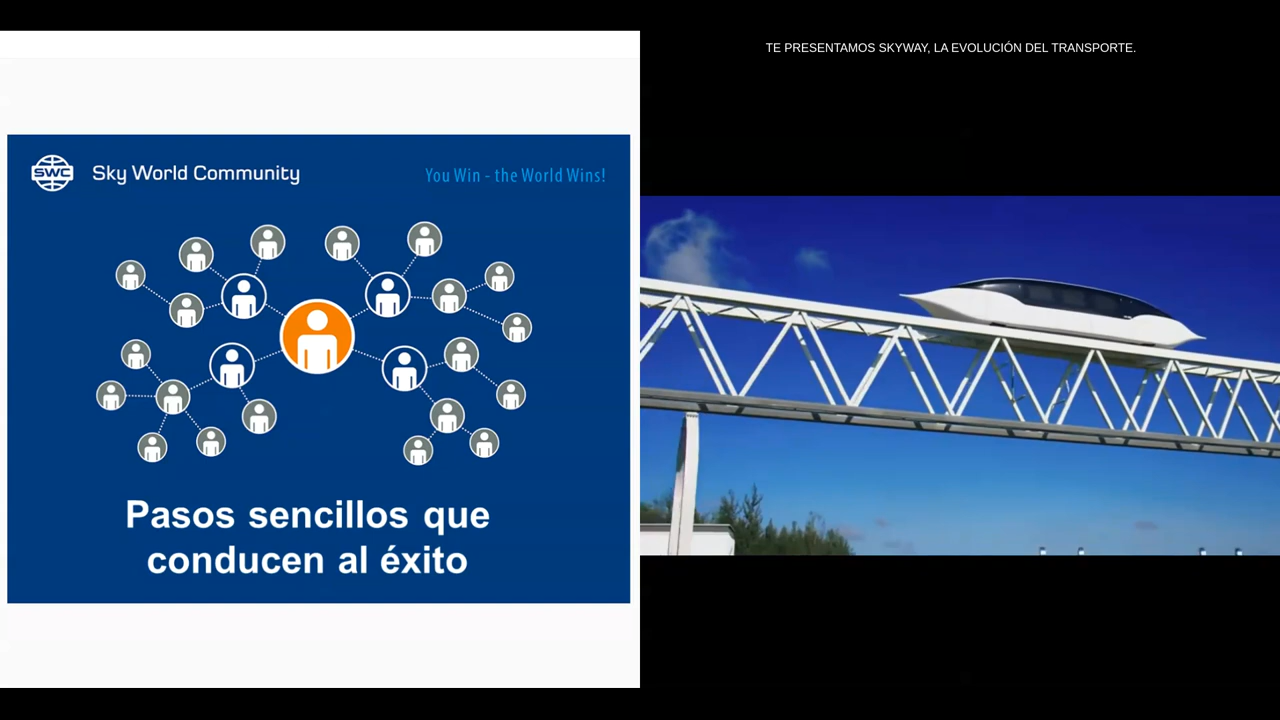 SWC
Sky World Community
You Win - the World Wins!
Pasos sencillos que
conducen al éxito
TE PRESENTAMOS SKYWAY, LA EVOLUCIÓN DEL TRANSPORTE.